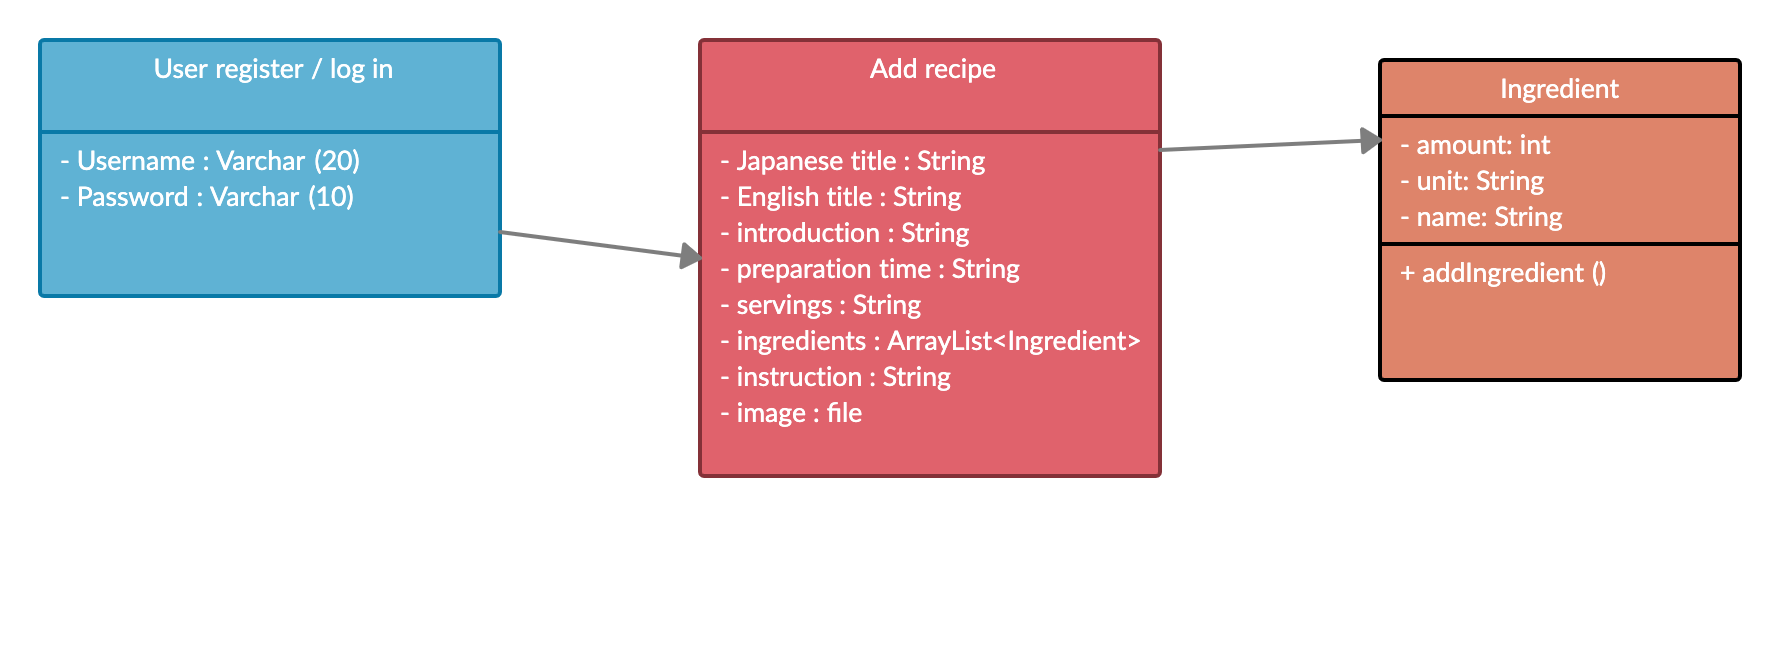 User register / log in
- Username : Varchar (20)
- Password : Varchar (10)
Add recipe
- Japanese title : String
- English title : String
- introduction : String
- preparation time : String
- servings : String
- ingredients : ArrayList<Ingredient>
- instruction : String
- image : file
Ingredient
- amount: int
- unit: String
- name: String
+ addIngredient ()